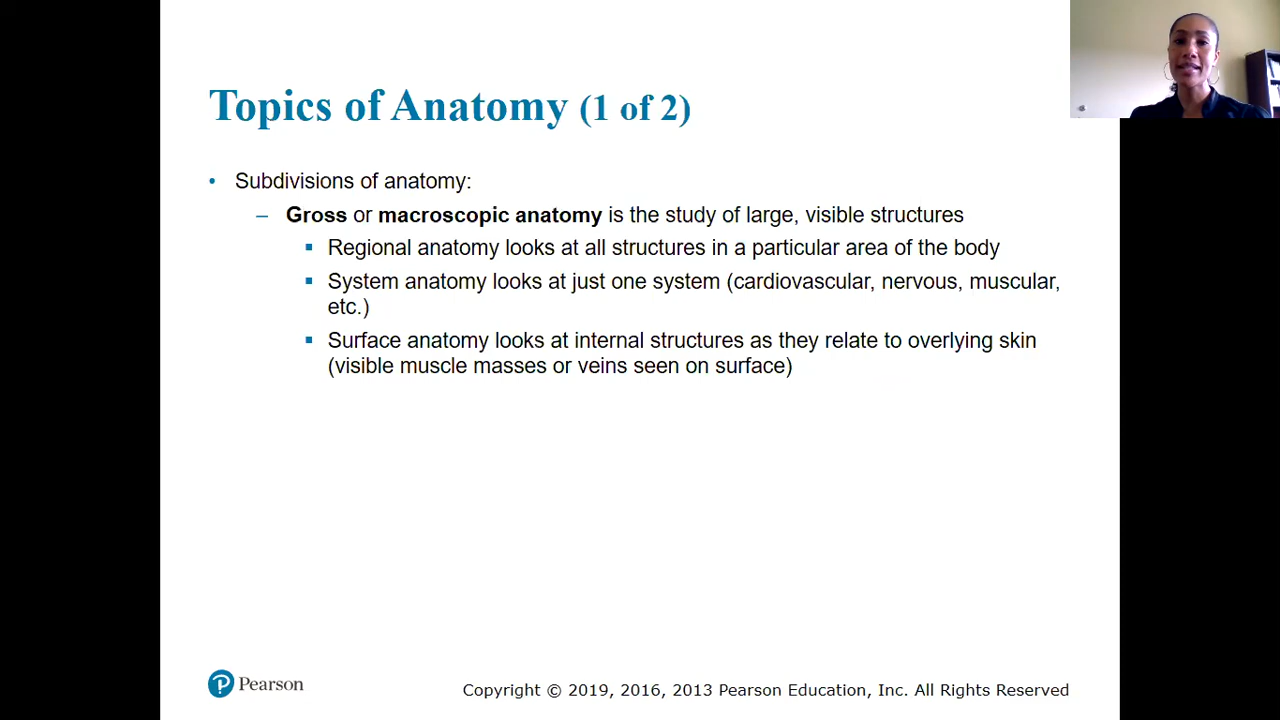 Topics of Anatomy (1 of 2)
• Subdivisions of anatomy:
– Gross or macroscopic anatomy is the study of large, visible structures
▪ Regional anatomy looks at all structures in a particular area of the body
▪ System anatomy looks at just one system (cardiovascular, nervous, muscular,
etc.)
▪ Surface anatomy looks at internal structures as they relate to overlying skin
(visible muscle masses or veins seen on surface)
P Pearson
Copyright © 2019, 2016, 2013 Pearson Education, Inc. All Rights Reserved